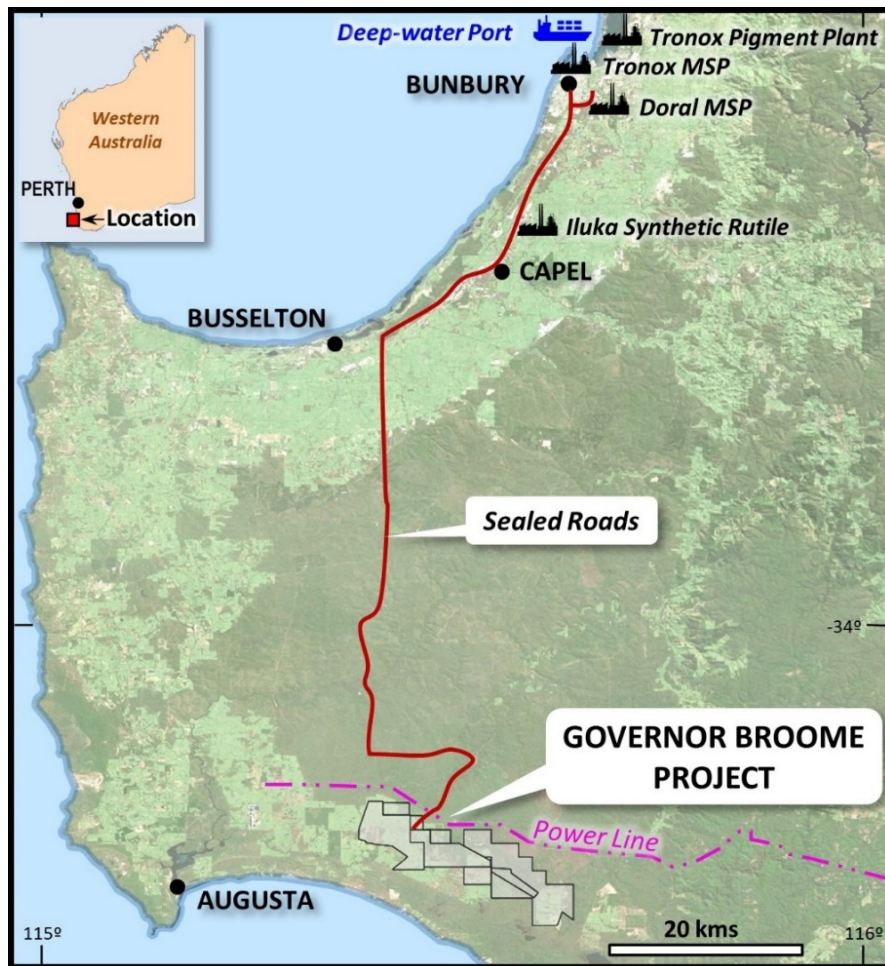 Deep-water Port
Tronox Pigment Plant
Tronox MSP
BUNBURY
Doral MSP
Western
Australia
PERTH
Location
Iluka Synthetic Rutile
CAPEL
BUSSELTON
Sealed Roads
-34º
GOVERNOR BROOME
PROJECT
Power Line
AUGUSTA
20 kms
115º
116º